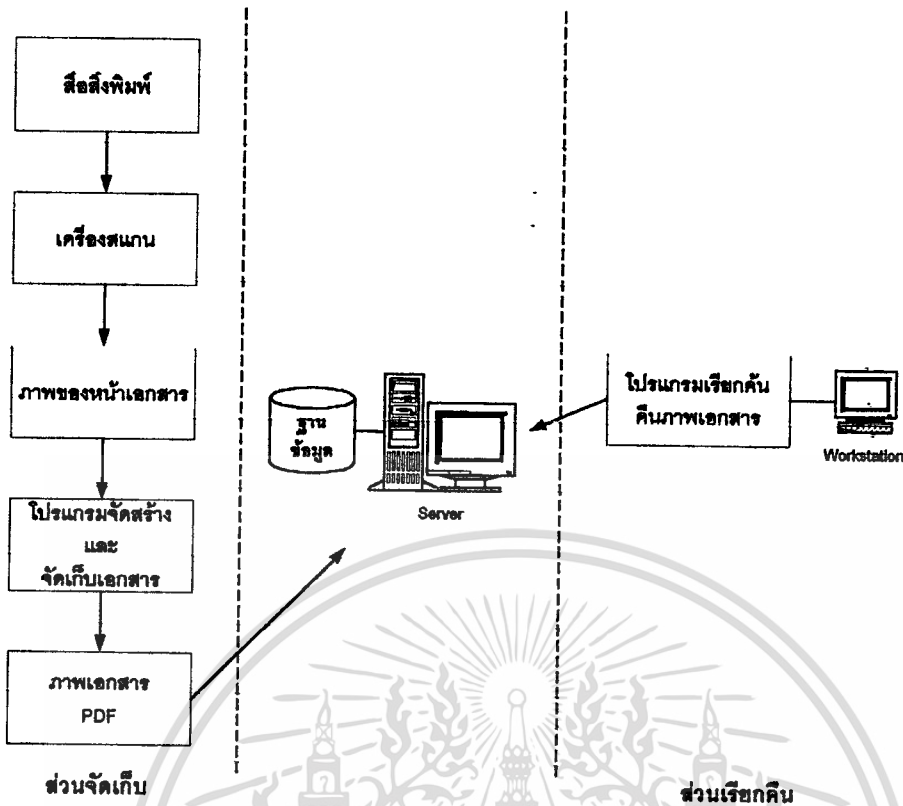 สื่อสิ่งพิมพ์
เครื่องสแกน
ภาพของหน้าเอกสาร
โปรแกรมจัดสร้าง
และ
จัดเก็บเอกสาร
ภาพเอกสาร
PDF
ส่วนจัดเก็บ
ฐาน
ข้อมูล
Server
โปรแกรมเรียกค้น
คืนภาพเอกสาร
Workstation
ส่วนเรียกคืน